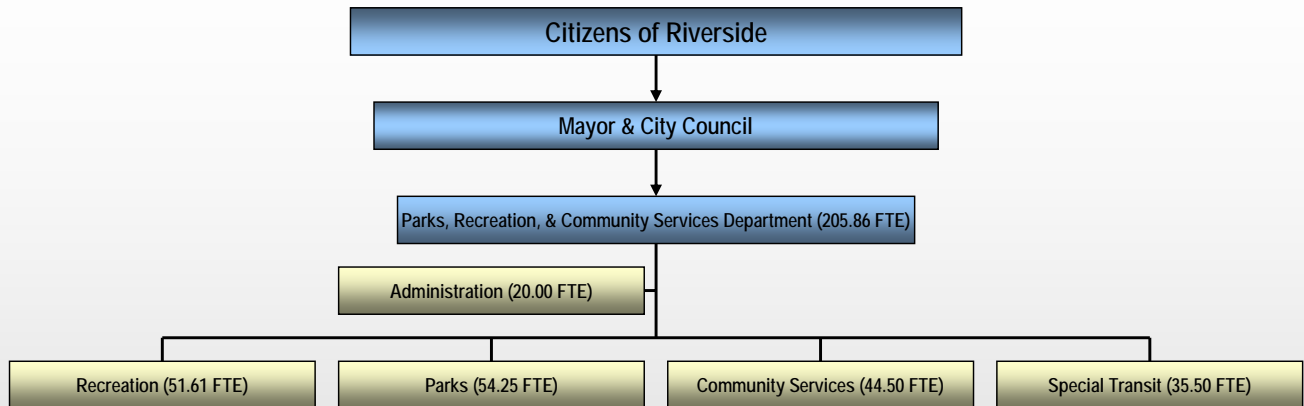 Citizens of Riverside
Mayor & City Council
Parks, Recreation, & Community Services Department (205.86 FTE)
Administration (20.00 FTE)
Recreation (51.61 FTE)
Parks (54.25 FTE)
Community Services (44.50 FTE)
Special Transit (35.50 FTE)